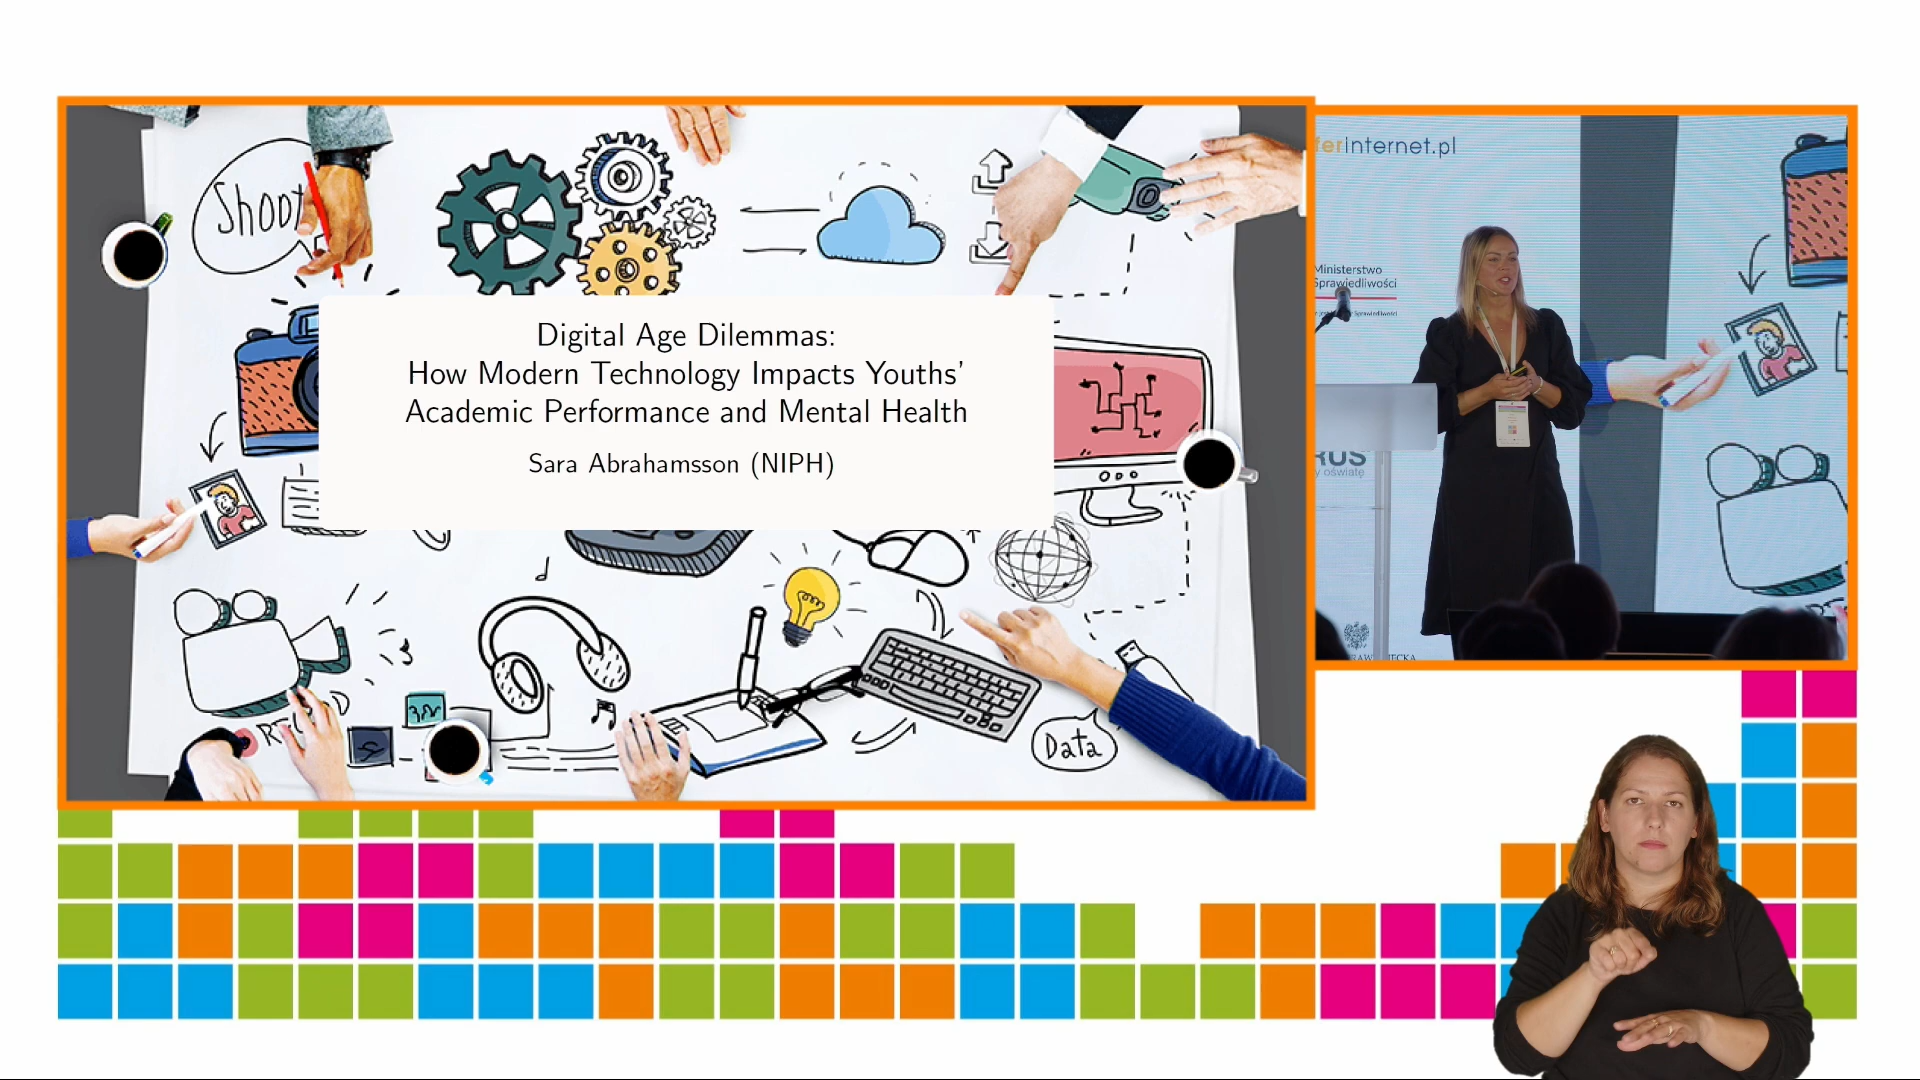 Shoot
Digital Age Dilemmas:
How Modern Technology Impacts Youths'
Academic Performance and Mental Health
Sara Abrahamsson (NIPH)
Data
ferInternet.pl
Ministerstwo
Sprawiedliwości
RUS
y oświatę